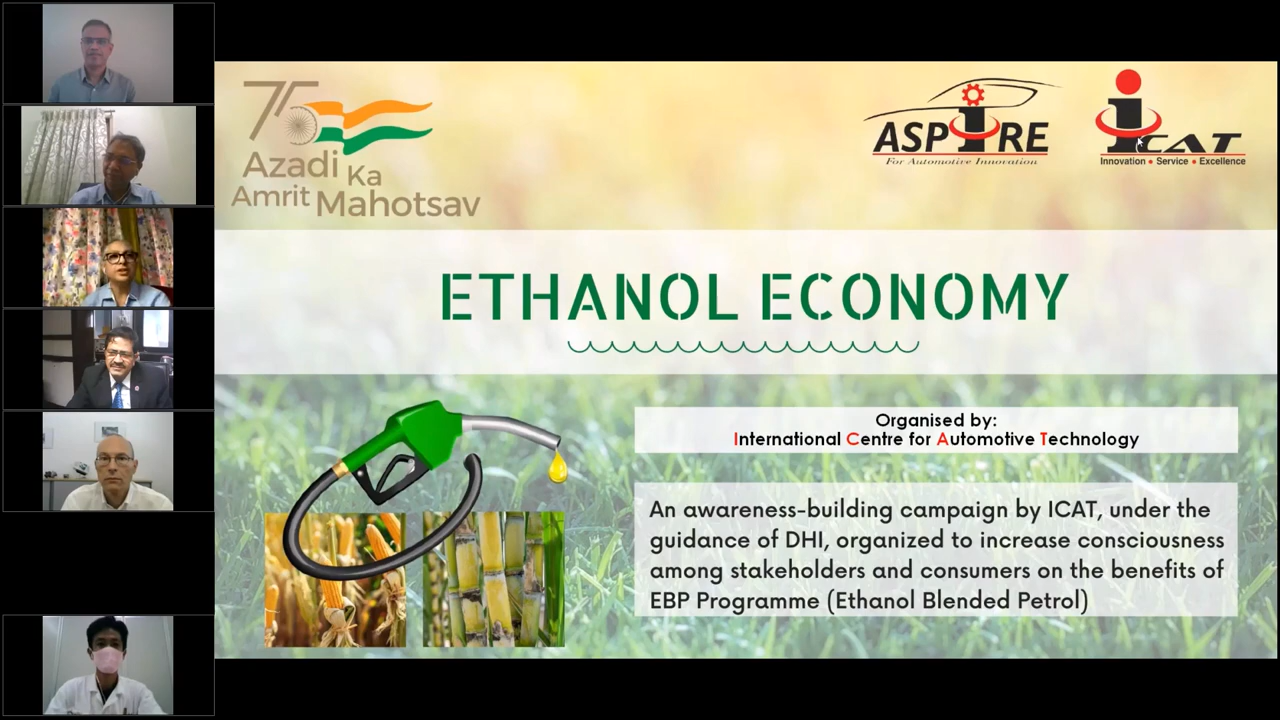 75
Azadi Ka
Amrit Mahotsav
ASPIRE
For Automotive Innovation
iCAT
Innovation • Service • Excellence
ETHANOL ECONOMY
Organised by:
International Centre for Automotive Technology
An awareness-building campaign by ICAT, under the
guidance of DHI, organized to increase consciousness
among stakeholders and consumers on the benefits of
EBP Programme (Ethanol Blended Petrol)